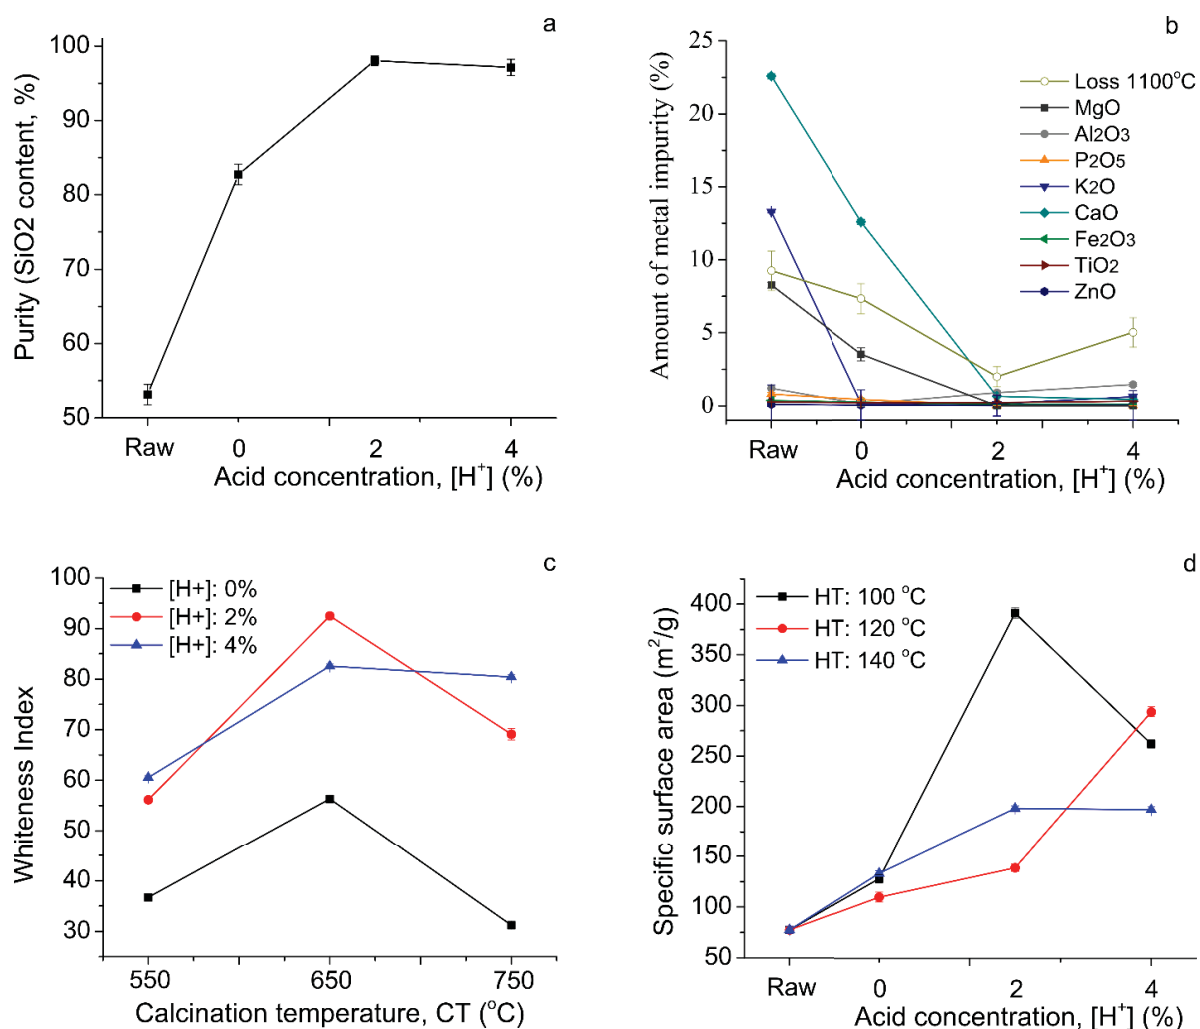 a
100
90
80
70
60
50
Purity (SiO2 content, %)
Raw
0
2
4
Acid concentration, [H⁺] (%)
b
25
20
15
10
5
0
Amount of metal impurity (%)
Loss 1100°C
MgO
Al₂O₃
P₂O₅
K₂O
CaO
Fe₂O₃
TiO₂
ZnO
Raw
0
2
4
Acid concentration, [H⁺] (%)
c
100
90
80
70
60
50
40
30
Whiteness Index
[H+]: 0%
[H+]: 2%
[H+]: 4%
550
650
750
Calcination temperature, CT (°C)
d
400
350
300
250
200
150
100
50
Specific surface area (m²/g)
HT: 100 °C
HT: 120 °C
HT: 140 °C
Raw
0
2
4
Acid concentration, [H⁺] (%)